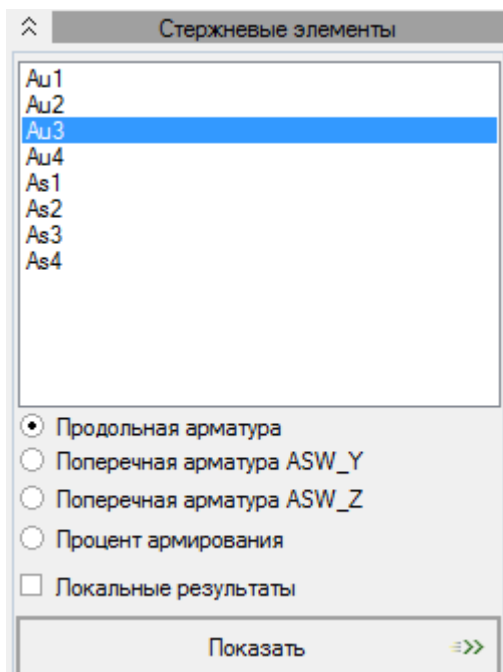 Стержневые элементы
Au1
Au2
Au3
Au4
As1
As2
As3
As4
Продольная арматура
Поперечная арматура ASW_Y
Поперечная арматура ASW_Z
Процент армирования
Локальные результаты
Показать